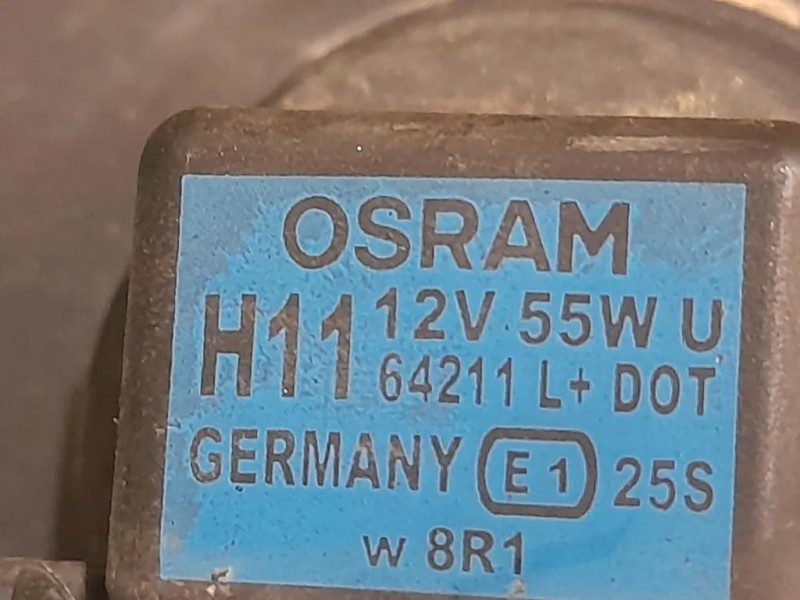 OSRAM
H11 12V 55W U
64211 L+ DOT
GERMANY E1 25S
w 8R1